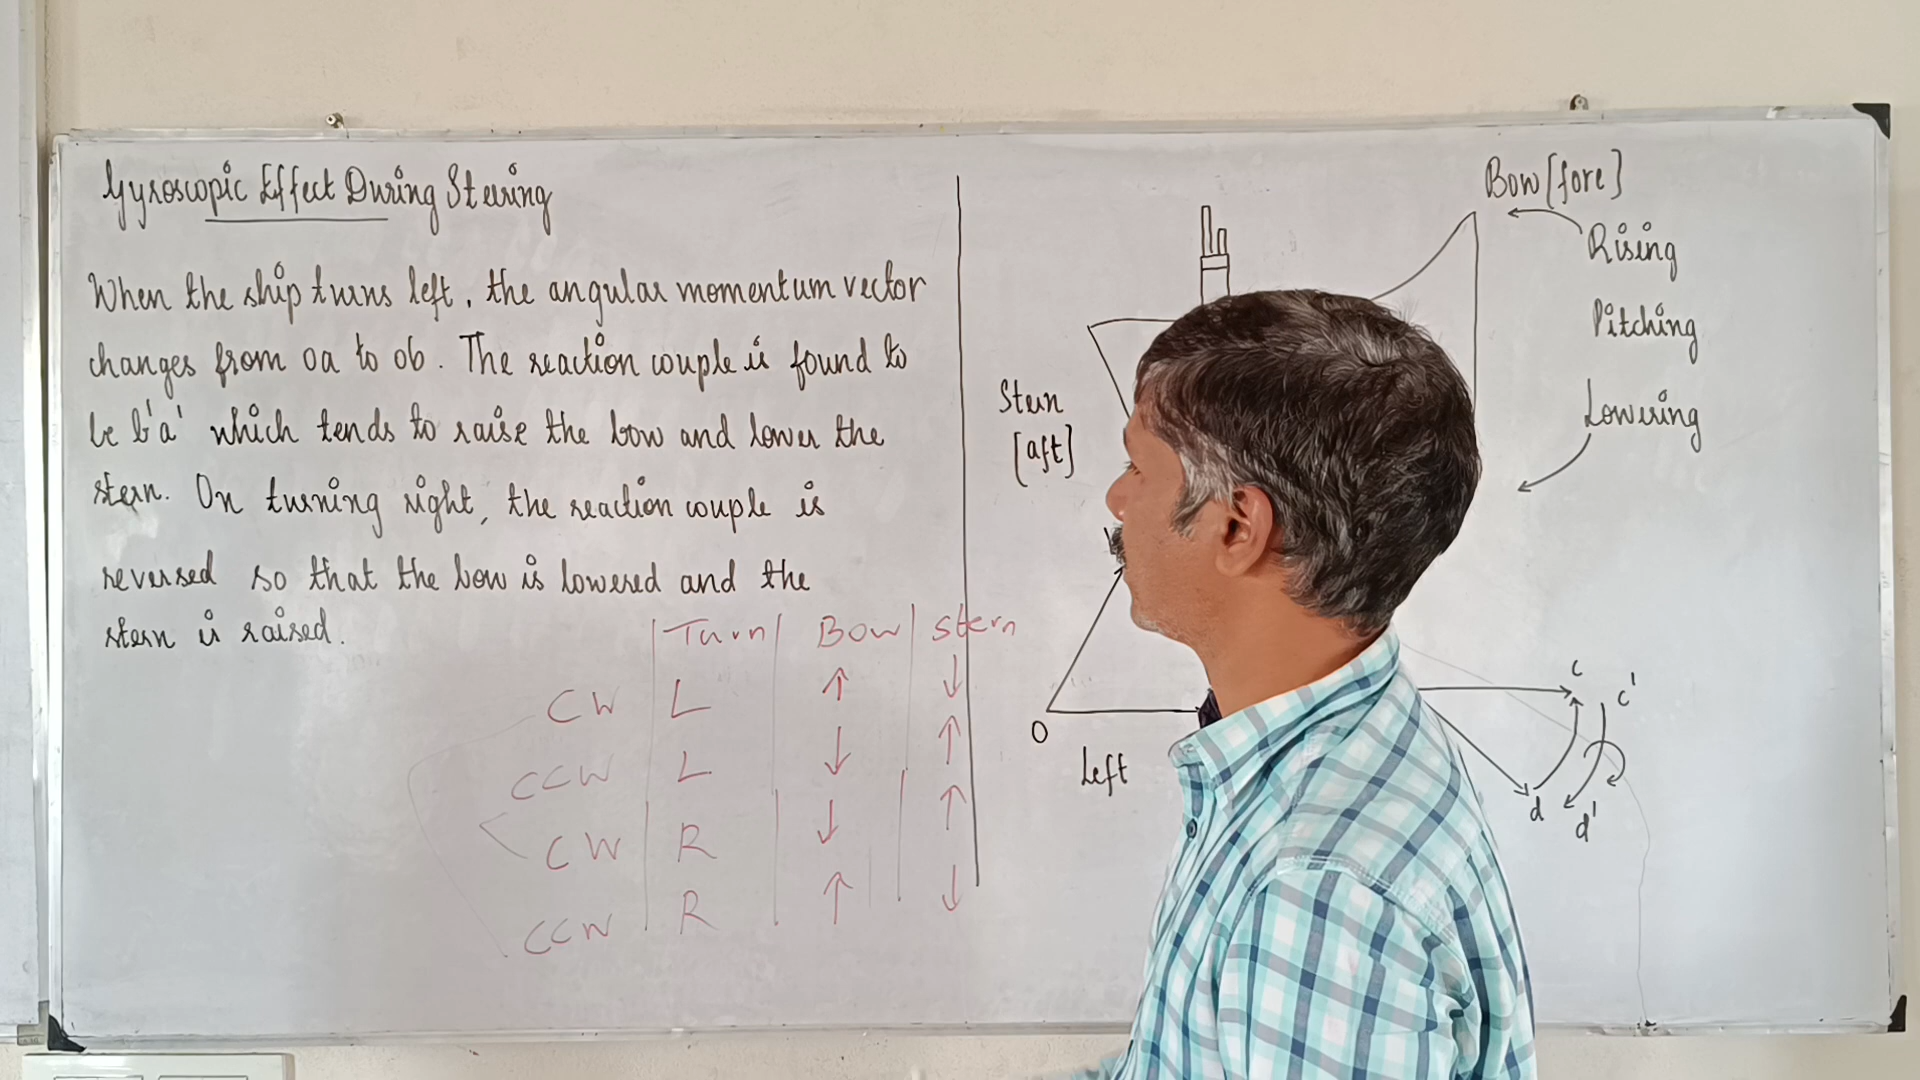 Gyroscopic Effect During Steering
When the ship turns left, the angular momentum vector
changes from oa to ob. The reaction couple is found to
be b'a' which tends to raise the bow and lower the
stern. On turning right, the reaction couple is
reversed so that the bow is lowered and the
stern is raised.
Turn Bow stern
CW L ↑ ↓
CCW L ↓ ↑
CW R ↓ ↑
CCW R ↑ ↓
Bow [fore]
Rising
Pitching
Lowering
Stern
[aft]
O
Left
c c'
d d'